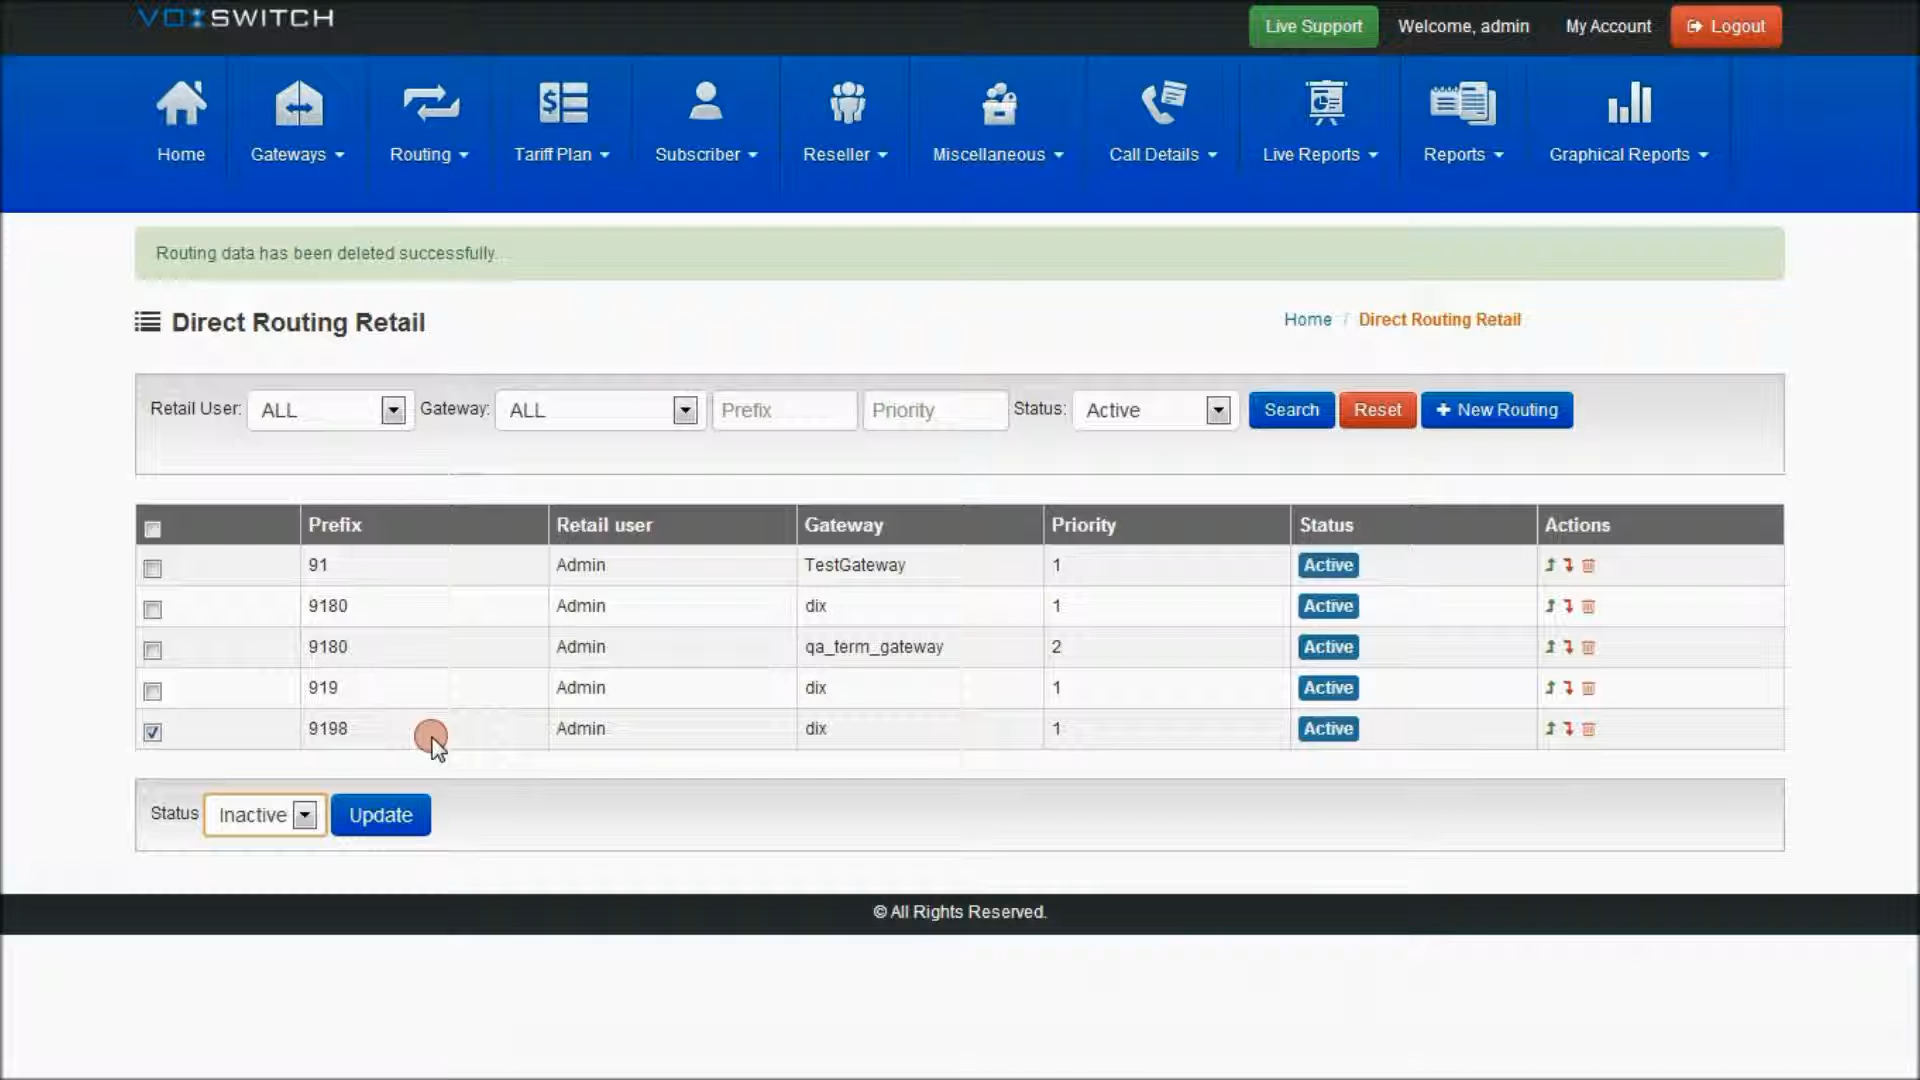 VOXSWITCH
Live Support Welcome, admin My Account Logout
Home Gateways Routing Tariff Plan Subscriber Reseller Miscellaneous Call Details Live Reports Reports Graphical Reports
Routing data has been deleted successfully.
Direct Routing Retail
Home / Direct Routing Retail
Retail User: ALL Gateway: ALL Prefix Priority Status: Active Search Reset + New Routing
Prefix Retail user Gateway Priority Status Actions
91 Admin TestGateway 1 Active
9180 Admin dix 1 Active
9180 Admin qa_term_gateway 2 Active
919 Admin dix 1 Active
9198 Admin dix 1 Active
Status Inactive Update
© All Rights Reserved.